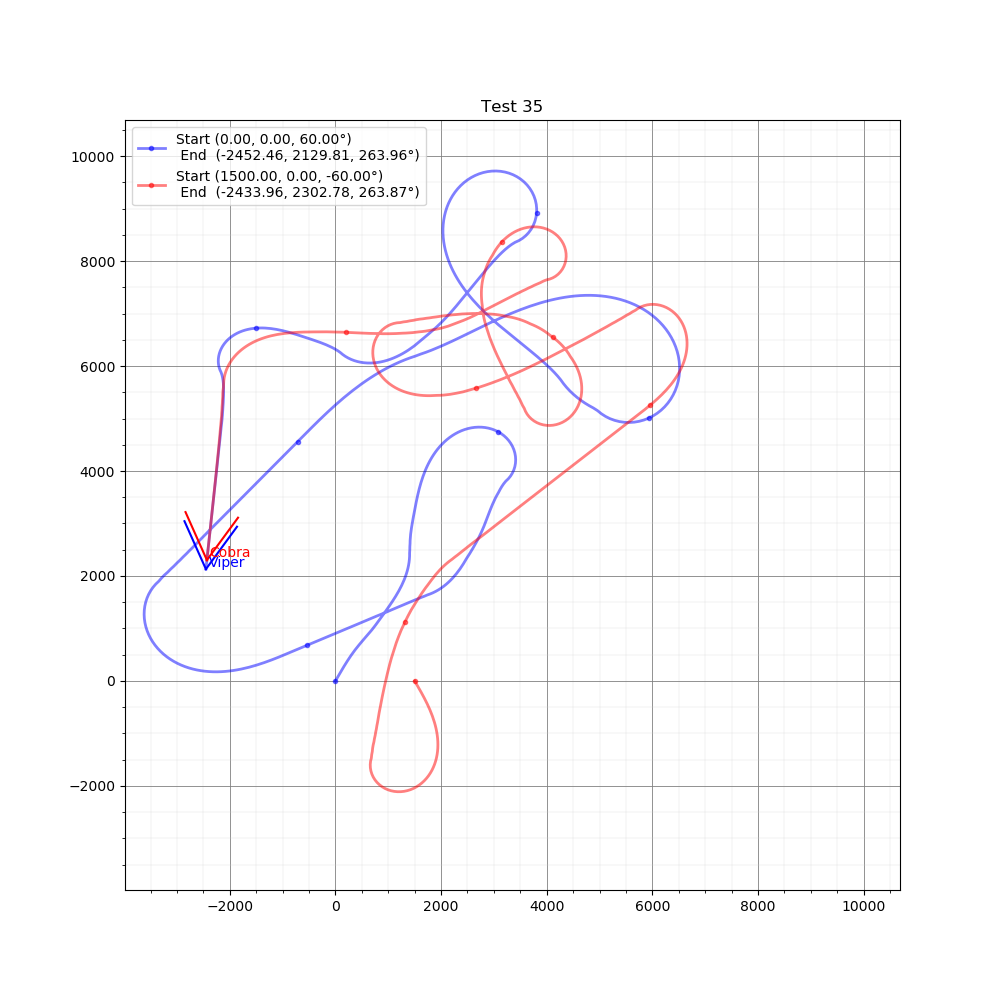 Test 35
Start (0.00, 0.00, 60.00°)
End (-2452.46, 2129.81, 263.96°)
Start (1500.00, 0.00, -60.00°)
End (-2433.96, 2302.78, 263.87°)
10000
8000
6000
4000
2000
0
−2000
Cobra
Viper
−2000 0 2000 4000 6000 8000 10000